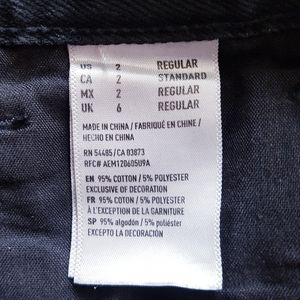 US 2 REGULAR
CA 2 STANDARD
MX 2 REGULAR
UK 6 REGULAR
MADE IN CHINA / FABRIQUÉ EN CHINE /
HECHO EN CHINA
RN 54485/CA 03873
RFC# AEM120605U9A
EN 95% COTTON / 5% POLYESTER
EXCLUSIVE OF DECORATION
FR 95% COTON / 5% POLYESTER
À L'EXCEPTION DE LA GARNITURE
SP 95% algodón / 5% poliéster
EXCEPTO LA DECORACIÓN